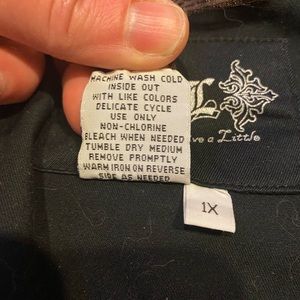 MACHINE WASH COLD
INSIDE OUT
WITH LIKE COLORS
DELICATE CYCLE
USE ONLY
NON-CHLORINE
BLEACH WHEN NEEDED
TUMBLE DRY MEDIUM
REMOVE PROMPTLY
WARM IRON ON REVERSE
SIDE AS NEEDED
L
a Little
1X